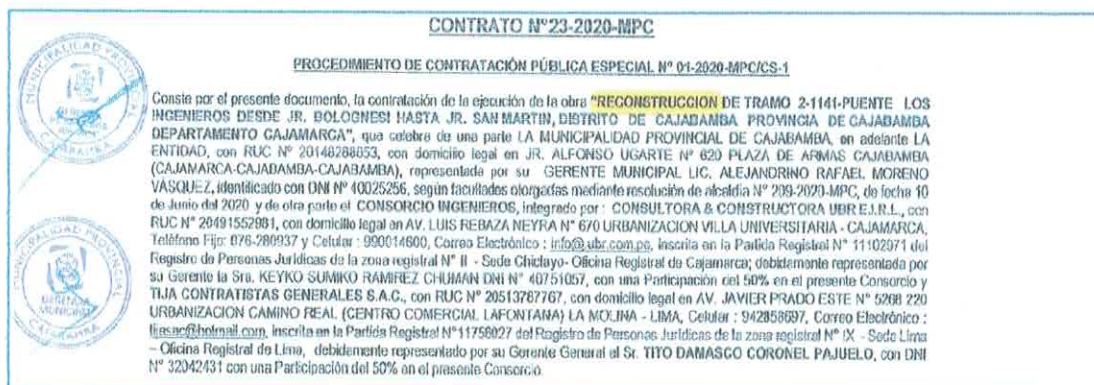 CONTRATO N°23-2020-MPC
PROCEDIMIENTO DE CONTRATACIÓN PÚBLICA ESPECIAL N° 01-2020-MPC/CS-1
Conste por el presente documento, la contratación de la ejecución de la obra "RECONSTRUCCION DE TRAMO 2-1141-PUENTE LOS
INGENIEROS DESDE JR. BOLOGNESI HASTA JR. SAN MARTIN, DISTRITO DE CAJABAMBA PROVINCIA DE CAJABAMBA
DEPARTAMENTO CAJAMARCA", que celebra de una parte LA MUNICIPALIDAD PROVINCIAL DE CAJABAMBA, en adelante LA
ENTIDAD, con RUC N° 20148288053, con domicilio legal en JR. ALFONSO UGARTE N° 620 PLAZA DE ARMAS CAJABAMBA
(CAJAMARCA-CAJABAMBA-CAJABAMBA), representada por su GERENTE MUNICIPAL LIC. ALEJANDRINO RAFAEL MORENO
VASQUEZ, identificado con DNI N° 40025256, según facultades otorgadas mediante resolución de alcaldía N° 209-2020-MPC, de fecha 10
de Junio del 2020 y de otra parte el CONSORCIO INGENIEROS, integrado por : CONSULTORA & CONSTRUCTORA UBR E.J.R.L., con
RUC N° 20491552981, con domicilio legal en AV. LUIS REBAZA NEYRA N° 670 URBANIZACION VILLA UNIVERSITARIA - CAJAMARCA,
Teléfono Fijo: 076-280937 y Celular : 990014600, Correo Electrónico : info@ubr.com.pe, inscrita en la Partida Registral N° 11102971 del
Registro de Personas Jurídicas de la zona registral N° II - Sede Chiclayo- Oficina Registral de Cajamarca; debidamente representada por
su Gerente la Sra. KEYKO SUMIKO RAMIREZ CHUMAN DNI N° 40751057, con una Participación del 50% en el presente Consorcio y
TIJA CONTRATISTAS GENERALES S.A.C., con RUC N° 20513787767, con domicilio legal en AV. JAVIER PRADO ESTE N° 5268 220
URBANIZACION CAMINO REAL (CENTRO COMERCIAL LAFONTANA) LA MOLINA - LIMA, Celular : 942858697, Correo Electrónico :
tijasac@hotmail.com, inscrita en la Partida Registral N°11758027 del Registro de Personas Jurídicas de la zona registral N° IX - Sede Lima
– Oficina Registral de Lima, debidamente representado por su Gerente General el Sr. TITO DAMASCO CORONEL PAJUELO, con DNI
N° 32042431 con una Participación del 50% en el presente Consorcio.
MUNICIPALIDAD PROVINCIAL
CAJABAMBA
MUNICIPALIDAD PROVINCIAL
GERENCIA
MUNICIPAL
CAJABAMBA